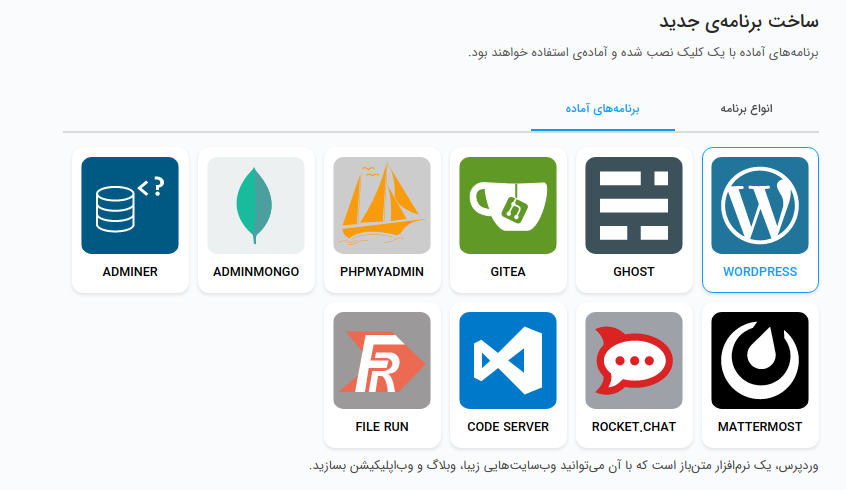 ساخت برنامه‌ی جدید
برنامه‌های آماده با یک کلیک نصب شده و آماده‌ی استفاده خواهند بود.
انواع برنامه
برنامه‌های آماده
WORDPRESS
GHOST
GITEA
PHPMYADMIN
ADMINMONGO
ADMINER
MATTERMOST
ROCKET.CHAT
CODE SERVER
FILE RUN
وردپرس، یک نرم‌افزار متن‌باز است که با آن می‌توانید وب‌سایت‌هایی زیبا، وبلاگ و وب‌اپلیکیشن بسازید.